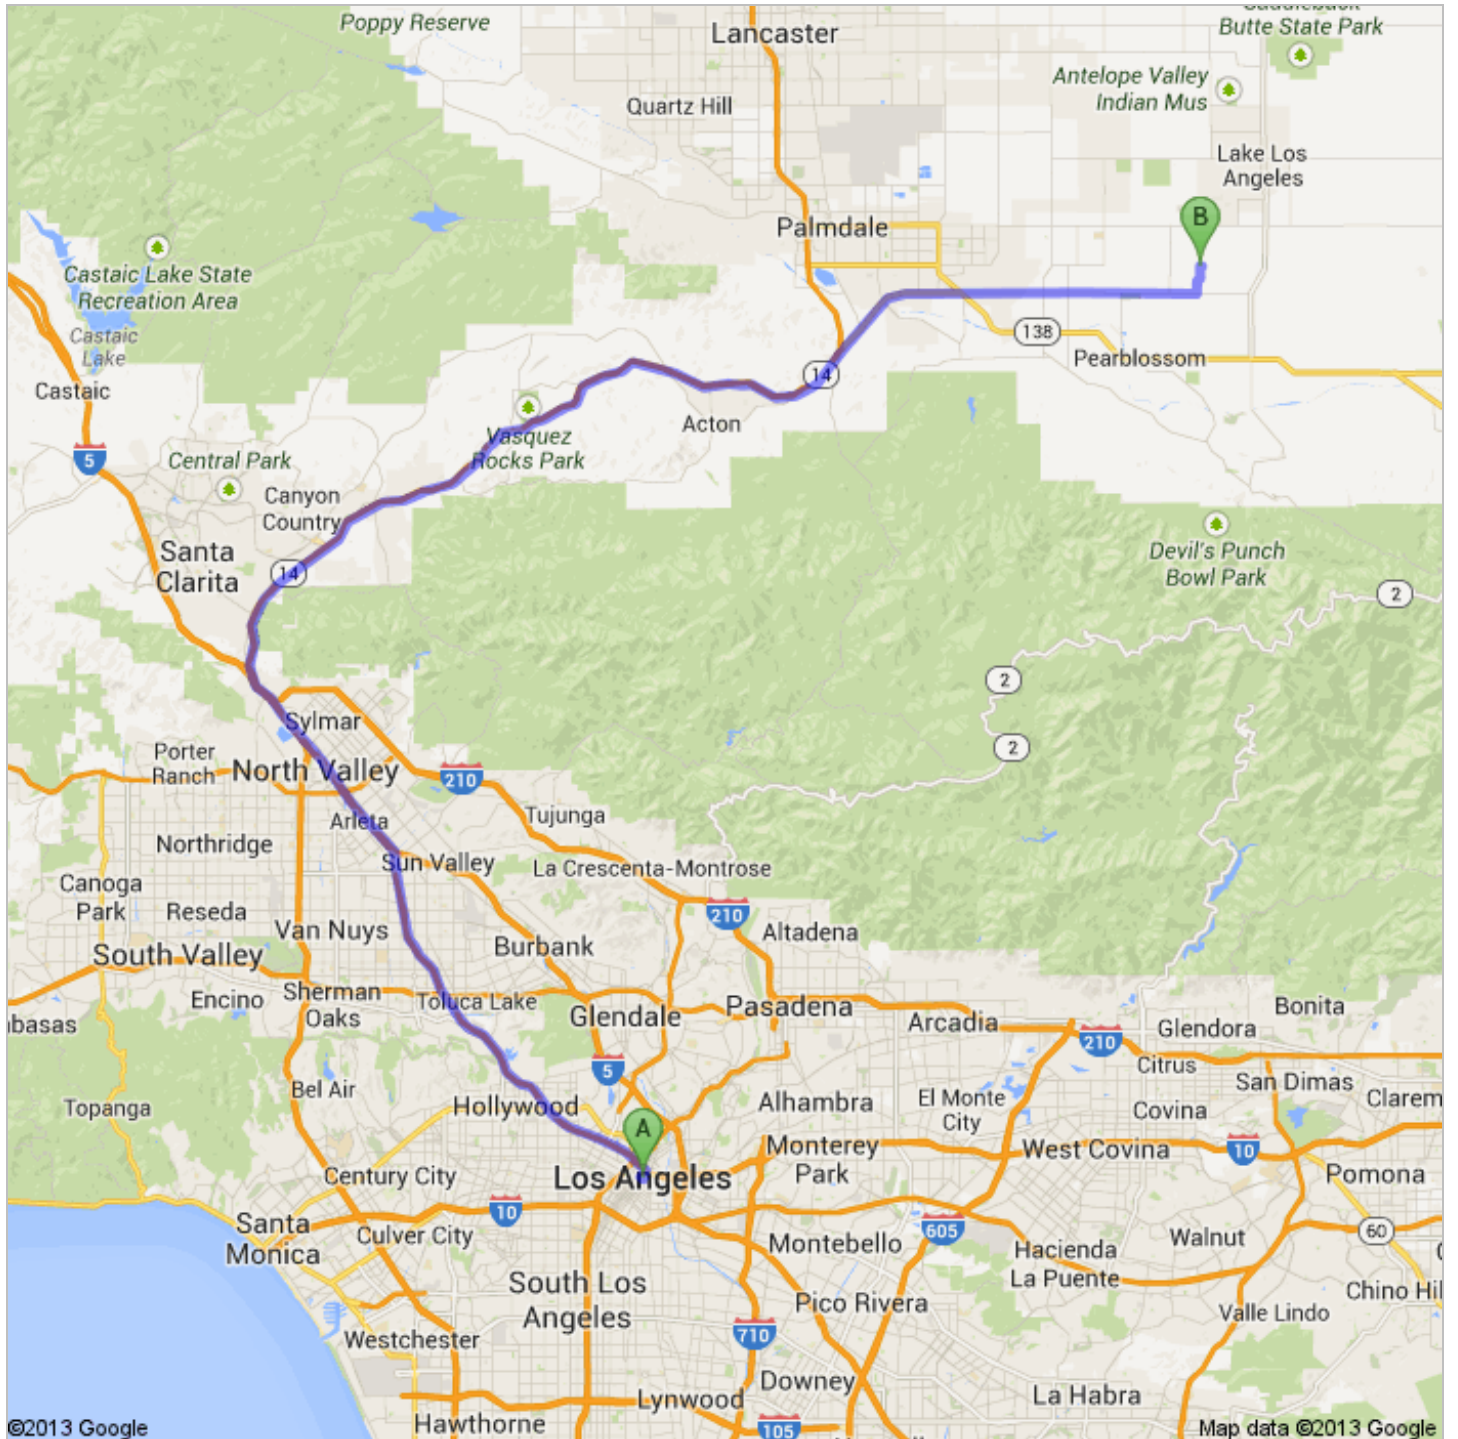 Poppy Reserve
Lancaster
Saddleback
Butte State Park
Antelope Valley
Indian Mus
Quartz Hill
Lake Los
Angeles
B
Palmdale
Castaic Lake State
Recreation Area
Castaic
Lake
138
Pearblossom
14
Castaic
Acton
Vasquez
Rocks Park
5
Central Park
Canyon
Country
Santa
Clarita
14
Devil's Punch
Bowl Park
2
2
Sylmar
2
Porter
Ranch
North Valley
210
Tujunga
Arleta
Northridge
Sun Valley
La Crescenta-Montrose
Canoga
Park
Reseda
210
Van Nuys
Altadena
Burbank
South Valley
Encino
Sherman
Oaks
Toluca Lake
Glendale
Pasadena
Arcadia
Bonita
Glendora
abasas
210
Citrus
5
San Dimas
Bel Air
Topanga
Hollywood
Alhambra
El Monte
City
Covina
Clarem
A
Monterey
Park
West Covina
10
Los Angeles
Century City
Pomona
10
Santa
Monica
Culver City
605
60
Walnut
Montebello
Hacienda
La Puente
South Los
Angeles
Pico Rivera
Chino Hil
Valle Lindo
Westchester
710
Downey
Lynwood
La Habra
Hawthorne
105
©2013 Google
Map data ©2013 Google